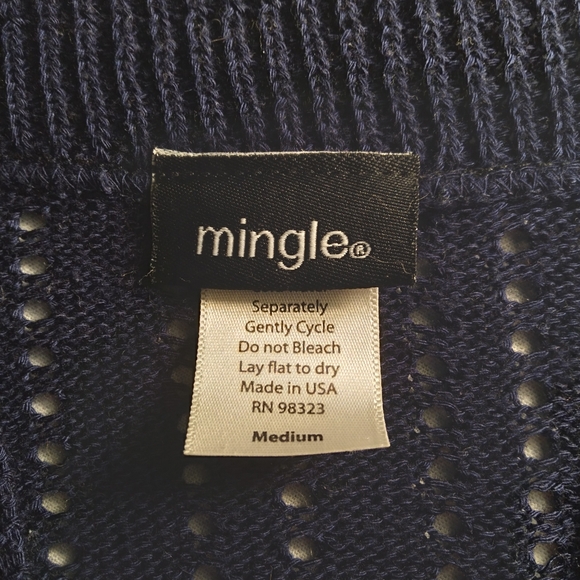 mingle®
Separately
Gently Cycle
Do not Bleach
Lay flat to dry
Made in USA
RN 98323
Medium